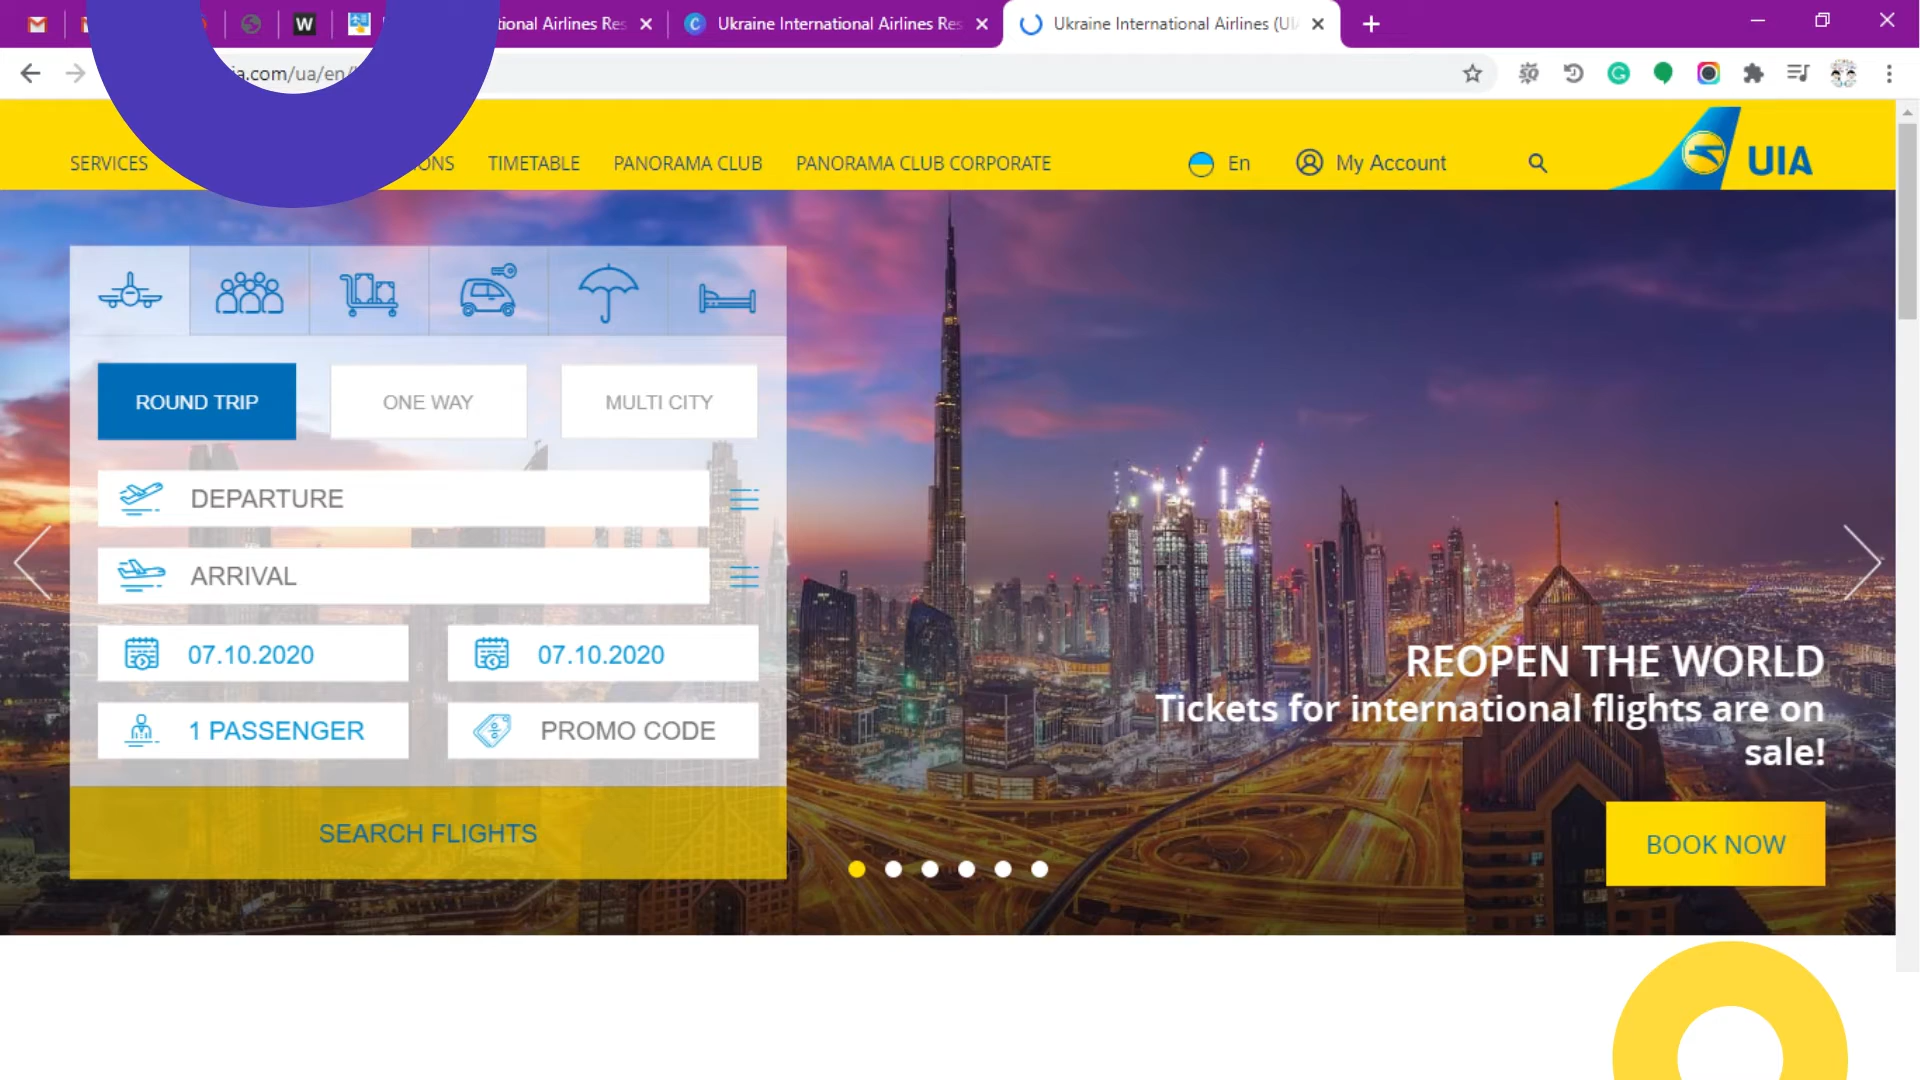 W
tional Airlines Res
Ukraine International Airlines Res
Ukraine International Airlines (UI
.com/ua/en/
SERVICES
TIMETABLE
PANORAMA CLUB
PANORAMA CLUB CORPORATE
En
My Account
UIA
ROUND TRIP
ONE WAY
MULTI CITY
DEPARTURE
ARRIVAL
07.10.2020
07.10.2020
1 PASSENGER
PROMO CODE
SEARCH FLIGHTS
REOPEN THE WORLD
Tickets for international flights are on
sale!
BOOK NOW